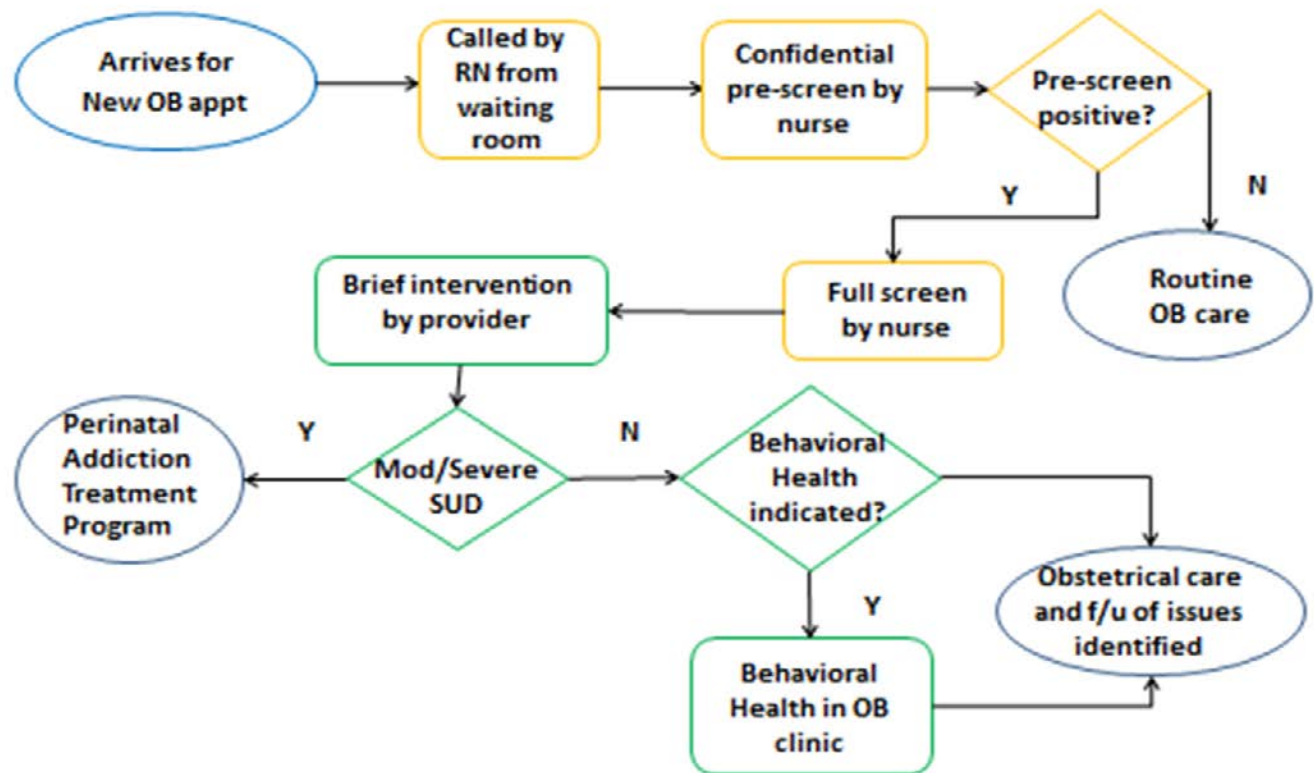 Arrives for
New OB appt
Called by
RN from
waiting
room
Confidential
pre-screen by
nurse
Pre-screen
positive?
Y
N
Routine
OB care
Full screen
by nurse
Brief intervention
by provider
Mod/Severe
SUD
Y
Perinatal
Addiction
Treatment
Program
N
Behavioral
Health
indicated?
Y
Behavioral
Health in OB
clinic
Obstetrical care
and f/u of issues
identified